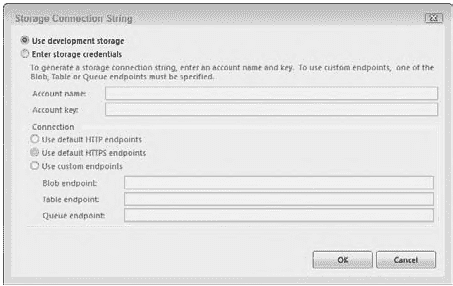 Storage Connection String
Use development storage
Enter storage credentials
To generate a storage connection string, enter an account name and key. To use custom endpoints, one of the
Blob, Table or Queue endpoints must be specified.
Account name:
Account key:
Connection
Use default HTTP endpoints
Use default HTTPS endpoints
Use custom endpoints
Blob endpoint:
Table endpoint:
Queue endpoint:
OK Cancel